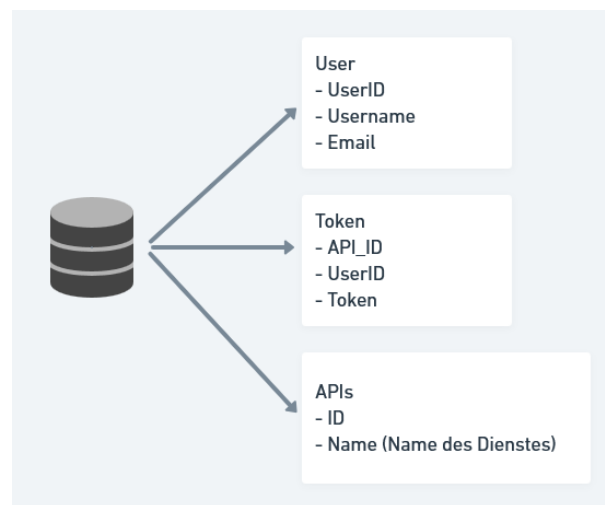 User
- UserID
- Username
- Email
Token
- API_ID
- UserID
- Token
APIs
- ID
- Name (Name des Dienstes)